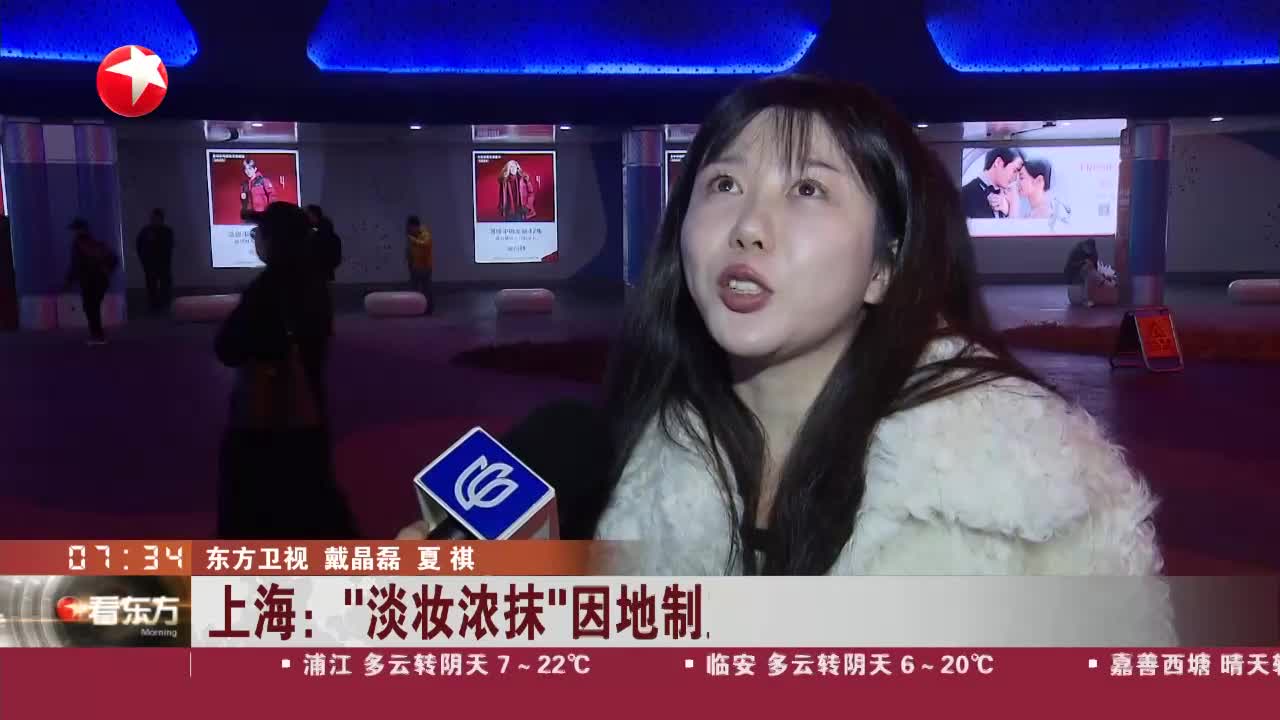 07:34 东方卫视 戴晶磊 夏祺
看东方
Morning
上海："淡妆浓抹"因地制
▪ 浦江 多云转阴天 7～22℃ ▪ 临安 多云转阴天 6～20℃ ▪ 嘉善西塘 晴天